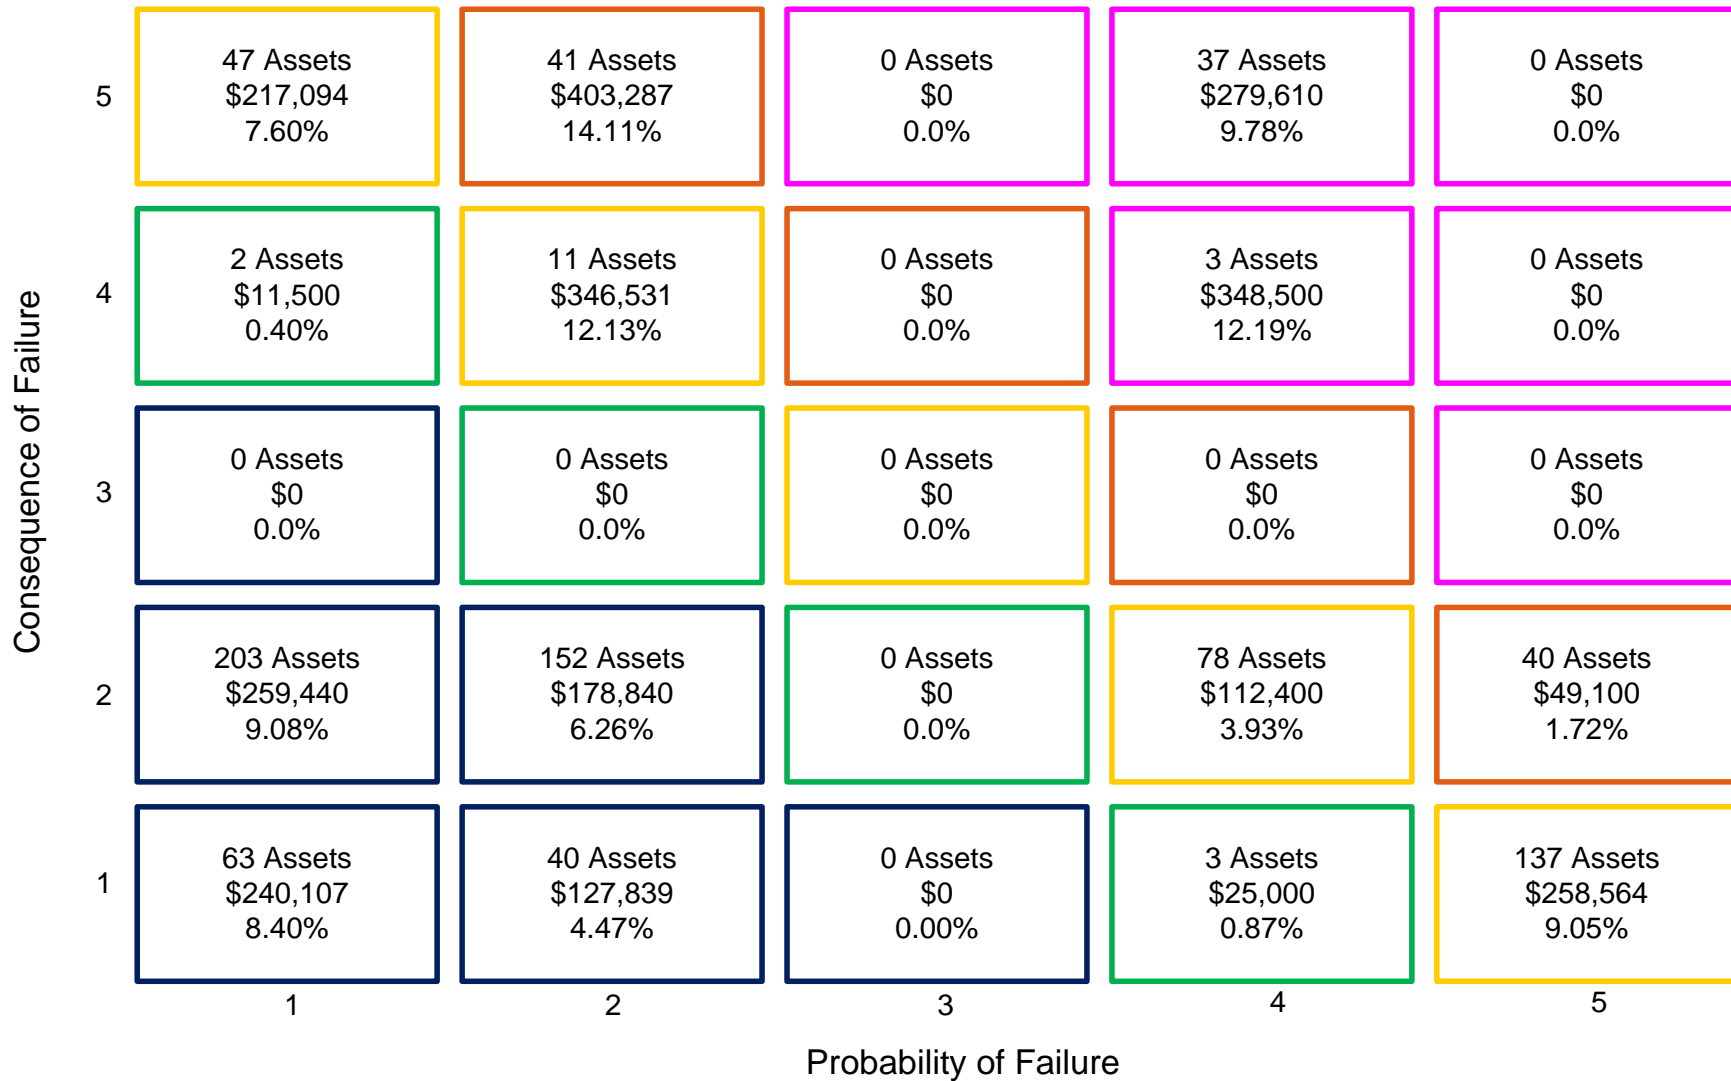 Consequence of Failure
5
47 Assets
$217,094
7.60%
41 Assets
$403,287
14.11%
0 Assets
$0
0.0%
37 Assets
$279,610
9.78%
0 Assets
$0
0.0%
4
2 Assets
$11,500
0.40%
11 Assets
$346,531
12.13%
0 Assets
$0
0.0%
3 Assets
$348,500
12.19%
0 Assets
$0
0.0%
3
0 Assets
$0
0.0%
0 Assets
$0
0.0%
0 Assets
$0
0.0%
0 Assets
$0
0.0%
0 Assets
$0
0.0%
2
203 Assets
$259,440
9.08%
152 Assets
$178,840
6.26%
0 Assets
$0
0.0%
78 Assets
$112,400
3.93%
40 Assets
$49,100
1.72%
1
63 Assets
$240,107
8.40%
40 Assets
$127,839
4.47%
0 Assets
$0
0.00%
3 Assets
$25,000
0.87%
137 Assets
$258,564
9.05%
1
2
3
4
5
Probability of Failure